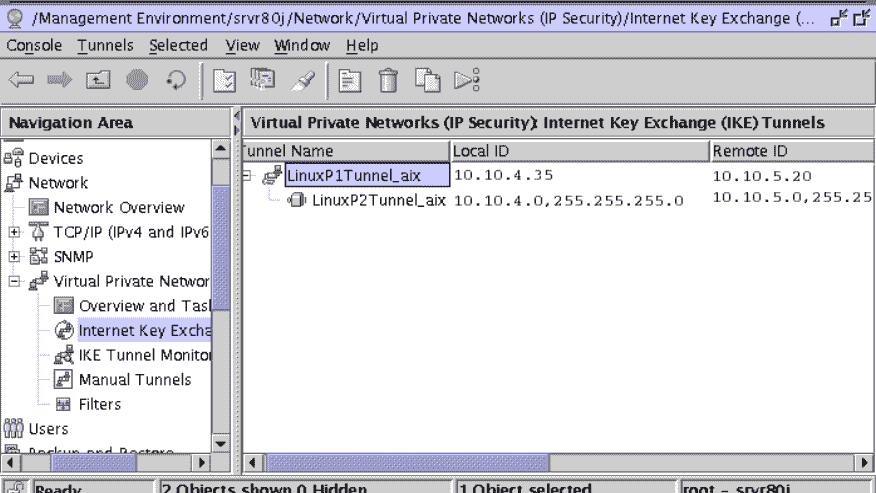 /Management Environment/srvr80j/Network/Virtual Private Networks (IP Security)/Internet Key Exchange (...
Console Tunnels Selected View Window Help
Navigation Area
Virtual Private Networks (IP Security): Internet Key Exchange (IKE) Tunnels
Devices
Network
Network Overview
TCP/IP (IPv4 and IPv6
SNMP
Virtual Private Networ
Overview and Tas
Internet Key Excha
IKE Tunnel Monitor
Manual Tunnels
Filters
Users
Backup and Restore
unnel Name Local ID Remote ID
LinuxP1Tunnel_aix 10.10.4.35 10.10.5.20
LinuxP2Tunnel_aix 10.10.4.0,255.255.255.0 10.10.5.0,255.25
Ready 2 Objects shown 0 Hidden 1 Object selected root - srvr80j